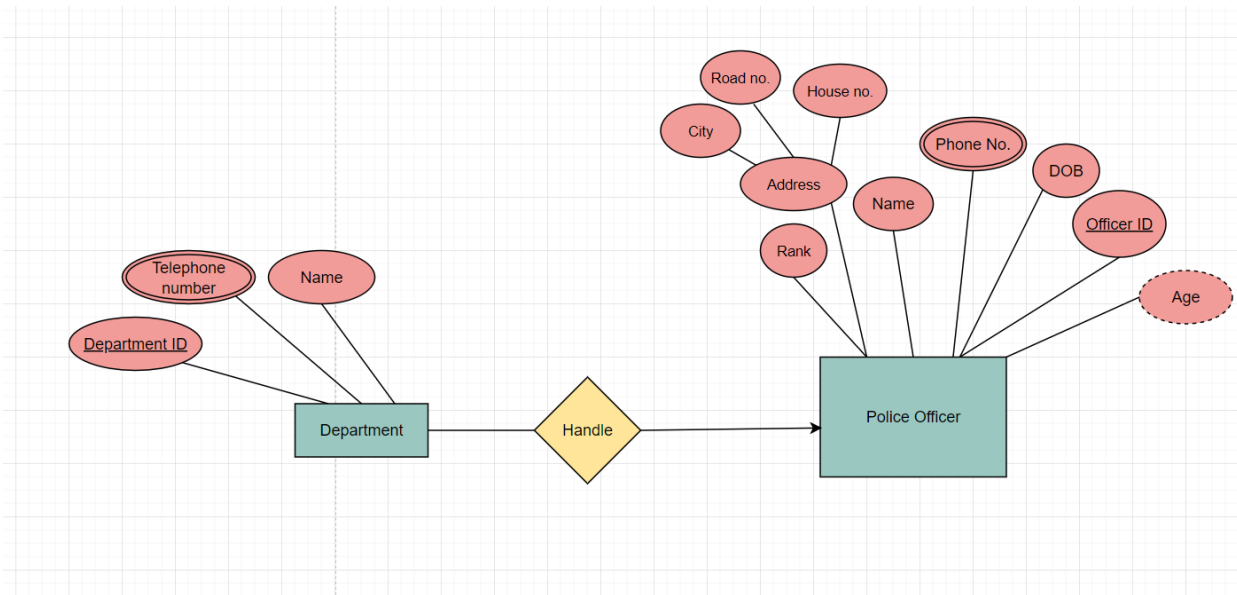 Road no.
House no.
City
Phone No.
Address
DOB
Name
Officer ID
Rank
Telephone
number
Name
Age
Department ID
Department
Handle
Police Officer